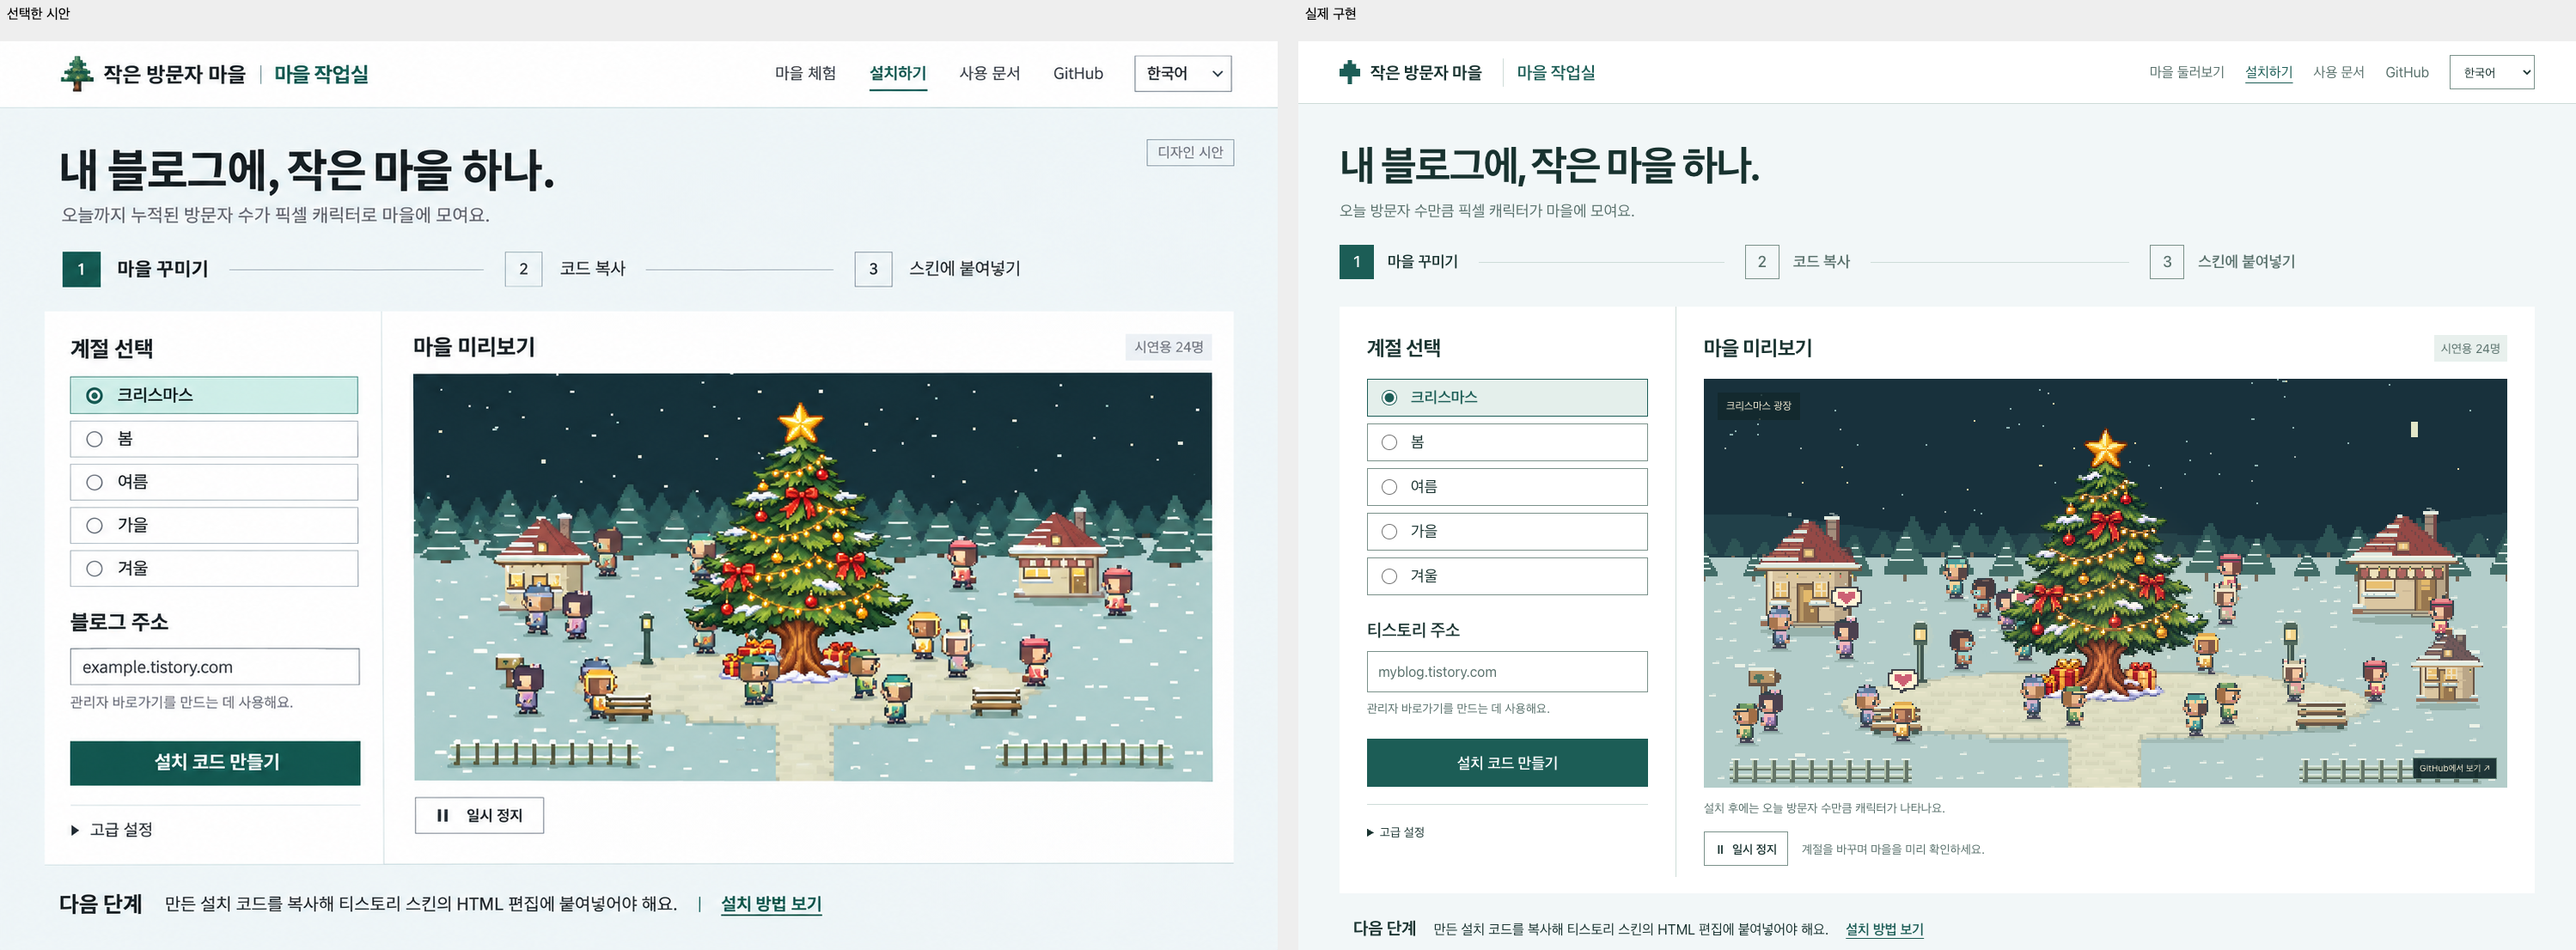 선택한 시안
작은 방문자 마을 | 마을 작업실
마을 체험 설치하기 사용 문서 GitHub 한국어
내 블로그에, 작은 마을 하나.
디자인 시안
오늘까지 누적된 방문자 수가 픽셀 캐릭터로 마을에 모여요.
1 마을 꾸미기 2 코드 복사 3 스킨에 붙여넣기
계절 선택
크리스마스
봄
여름
가을
겨울
블로그 주소
example.tistory.com
관리자 바로가기를 만드는 데 사용해요.
설치 코드 만들기
고급 설정
마을 미리보기
시연용 24명
일시 정지
다음 단계 만든 설치 코드를 복사해 티스토리 스킨의 HTML 편집에 붙여넣어야 해요. | 설치 방법 보기
실제 구현
작은 방문자 마을 마을 작업실
마을 둘러보기 설치하기 사용 문서 GitHub 한국어
내 블로그에, 작은 마을 하나.
오늘 방문자 수만큼 픽셀 캐릭터가 마을에 모여요.
1 마을 꾸미기 2 코드 복사 3 스킨에 붙여넣기
계절 선택
크리스마스
봄
여름
가을
겨울
티스토리 주소
myblog.tistory.com
관리자 바로가기를 만드는 데 사용해요.
설치 코드 만들기
고급 설정
마을 미리보기
시연용 24명
크리스마스 광장
GitHub에서 보기 ↗
설치 후에는 오늘 방문자 수만큼 캐릭터가 나타나요.
일시 정지 계절을 바꾸며 마을을 미리 확인하세요.
다음 단계 만든 설치 코드를 복사해 티스토리 스킨의 HTML 편집에 붙여넣어야 해요. 설치 방법 보기